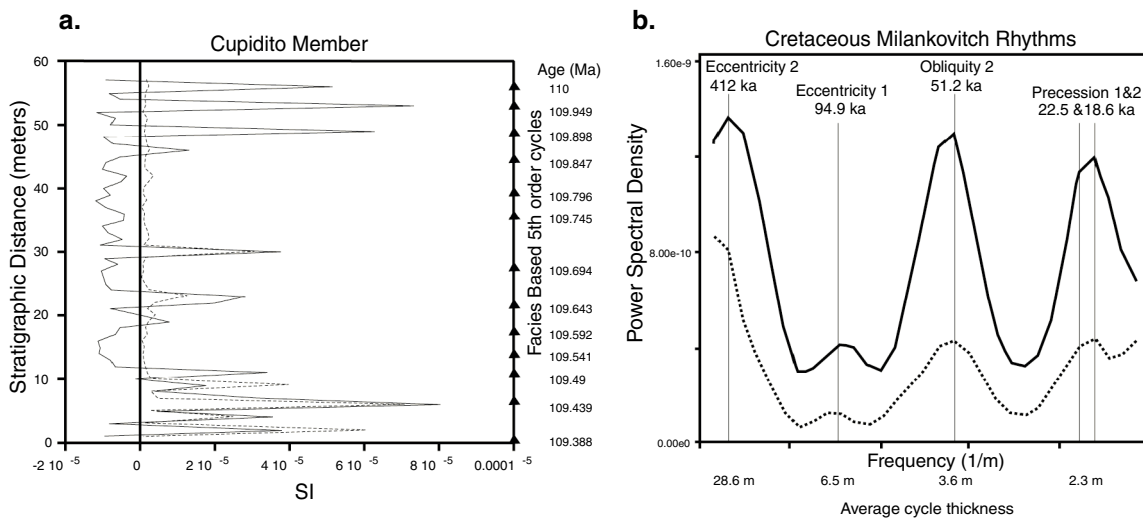 a.
Cupidito Member
Stratigraphic Distance (meters)
60
50
40
30
20
10
0
-2 10 -5
0
2 10 -5
4 10 -5
6 10 -5
8 10 -5
0.0001 -5
SI
Facies Based 5th order cycles
Age (Ma)
110
109.949
109.898
109.847
109.796
109.745
109.694
109.643
109.592
109.541
109.49
109.439
109.388
b.
Cretaceous Milankovitch Rhythms
Power Spectral Density
1.60e-9
8.00e-10
0.00e0
Eccentricity 2
412 ka
Eccentricity 1
94.9 ka
Obliquity 2
51.2 ka
Precession 1&2
22.5 &18.6 ka
Frequency (1/m)
28.6 m
6.5 m
3.6 m
2.3 m
Average cycle thickness